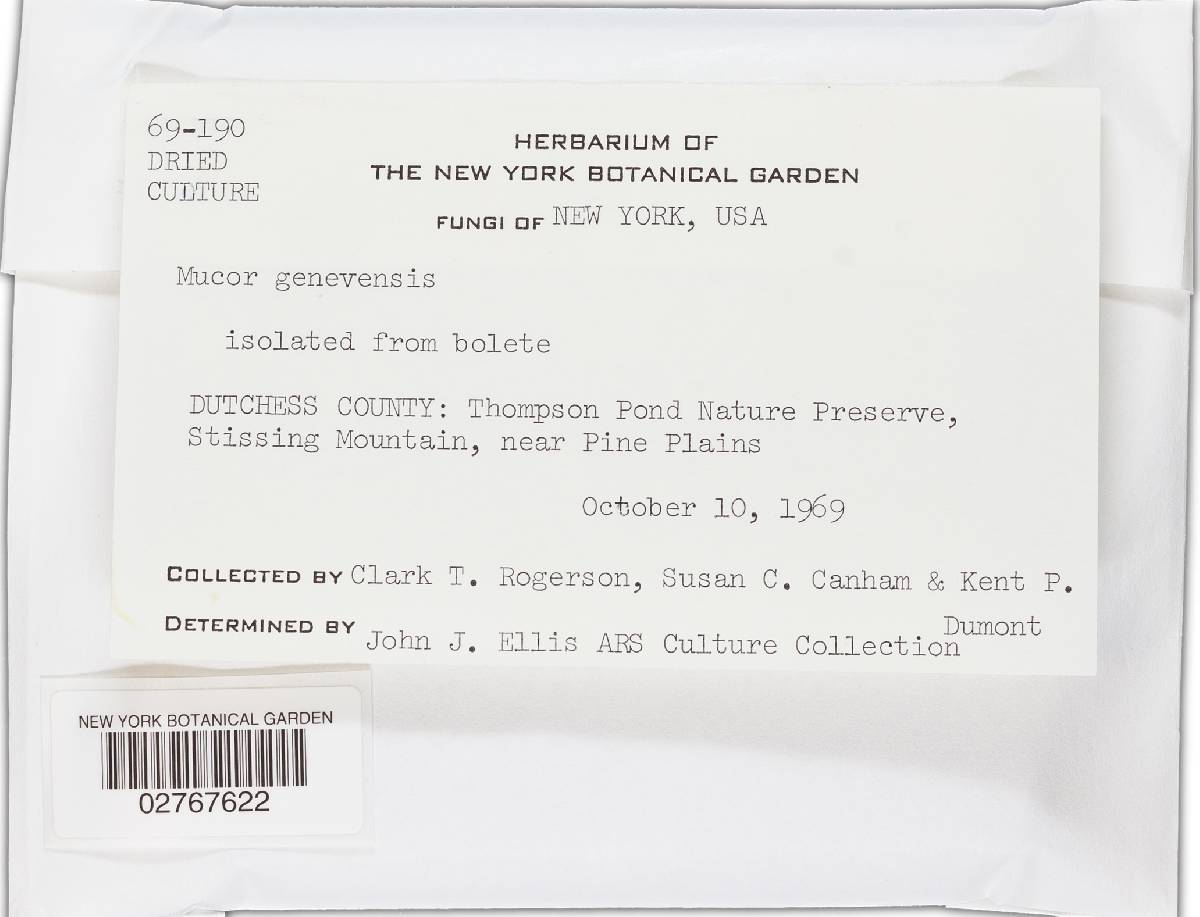 69-190
DRIED
CULTURE
HERBARIUM OF
THE NEW YORK BOTANICAL GARDEN
FUNGI OF NEW YORK, USA
Mucor genevensis
isolated from bolete
DUTCHESS COUNTY: Thompson Pond Nature Preserve,
Stissing Mountain, near Pine Plains
October 10, 1969
COLLECTED BY Clark T. Rogerson, Susan C. Canham & Kent P.
Dumont
DETERMINED BY John J. Ellis ARS Culture Collection
NEW YORK BOTANICAL GARDEN
02767622